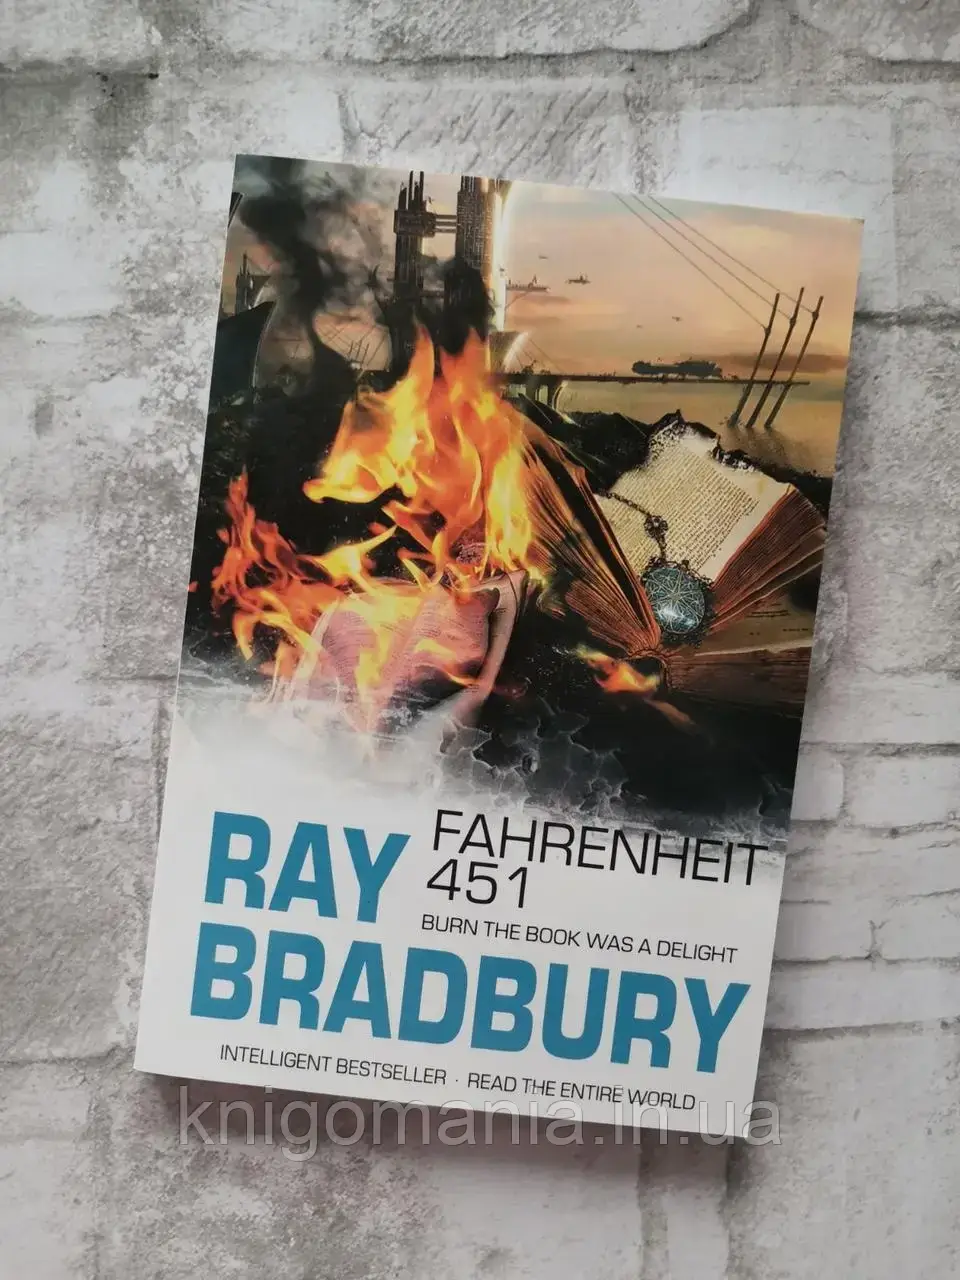 RAY
BRADBURY
FAHRENHEIT
451
BURN THE BOOK WAS A DELIGHT
INTELLIGENT BESTSELLER · READ THE ENTIRE WORLD
knigomania.in.ua